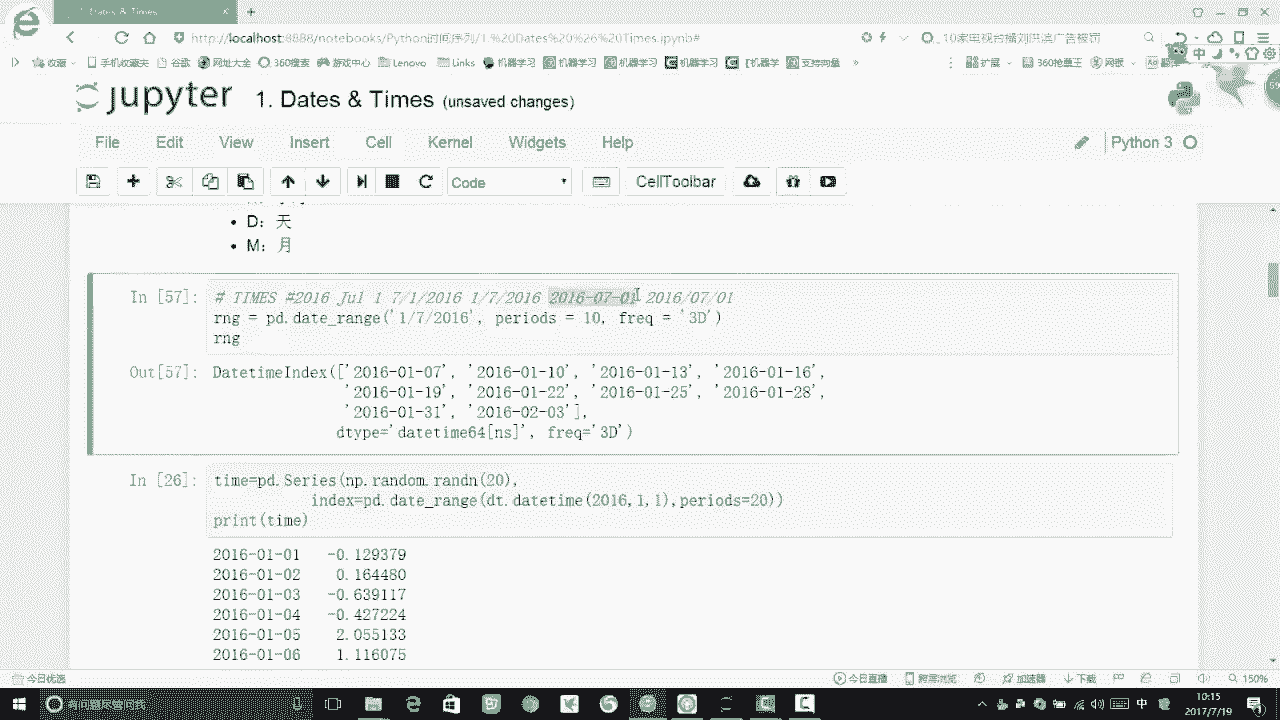 1. Dates & Times
http://localhost:8888/notebooks/Python时间序列/1.%20Dates%20%26%20Times.ipynb#
10家电视台横刘洪滨广告被罚
收藏 手机收藏夹 谷歌 网址大全 360搜索 游戏中心 Lenovo Links 机器学习 机器学习 机器学习 机器学习 【机器学 支持向量 » 扩展 360抢票王 网银
中
jupyter 1. Dates & Times (unsaved changes)
File Edit View Insert Cell Kernel Widgets Help Python 3
Code CellToolbar
D: 天
M: 月
In [57]: # TIMES #2016 Jul 1 7/1/2016 1/7/2016 2016-07-01 2016/07/01
rng = pd.date_range('1/7/2016', periods = 10, freq = '3D')
rng
Out[57]: DatetimeIndex(['2016-01-07', '2016-01-10', '2016-01-13', '2016-01-16',
'2016-01-19', '2016-01-22', '2016-01-25', '2016-01-28',
'2016-01-31', '2016-02-03'],
dtype='datetime64[ns]', freq='3D')
In [26]: time=pd.Series(np.random.randn(20),
index=pd.date_range(dt.datetime(2016,1,1),periods=20))
print(time)
2016-01-01 -0.129379
2016-01-02 0.164480
2016-01-03 -0.639117
2016-01-04 -0.427224
2016-01-05 2.055133
2016-01-06 1.116075
今日优选 今日直播 跨屏浏览 加速器 下载 150%
有问题尽管问我
中
10:15
2017/7/19